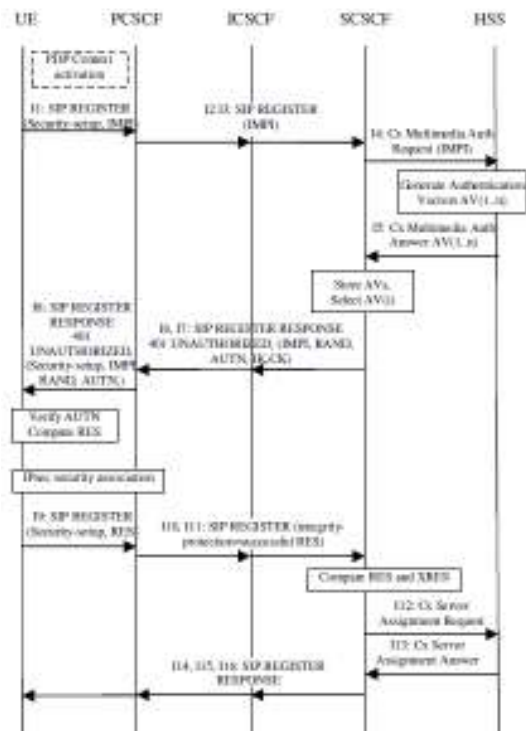 UE PCSCF ICSCF SCSCF HSS
PDP Context
activation
I1: SIP REGISTER
(Security-setup, IMPI)
I2 I3: SIP REGISTER
(IMPI)
I4: Cx Multimedia Auth
Request (IMPI)
Generate Authentication
Vectors AV(1..n)
I5: Cx Multimedia Auth
Answer AV(1..n)
Store AVs,
Select AV(i)
I8: SIP REGISTER
RESPONSE
401
UNAUTHORIZED,
(Security-setup, IMPI
RAND, AUTN,)
I6, I7: SIP REGISTER RESPONSE
401 UNAUTHORIZED, (IMPI, RAND,
AUTN, IK,CK)
Verify AUTN
Compute RES
IPsec security association
I9: SIP REGISTER
(Security-setup, RES)
I10, I11: SIP REGISTER (integrity-
protection=successful RES)
Compare RES and XRES
I12: Cx Server
Assignment Request
I13: Cx Server
Assignment Answer
I14, I15, I16: SIP REGISTER
RESPONSE